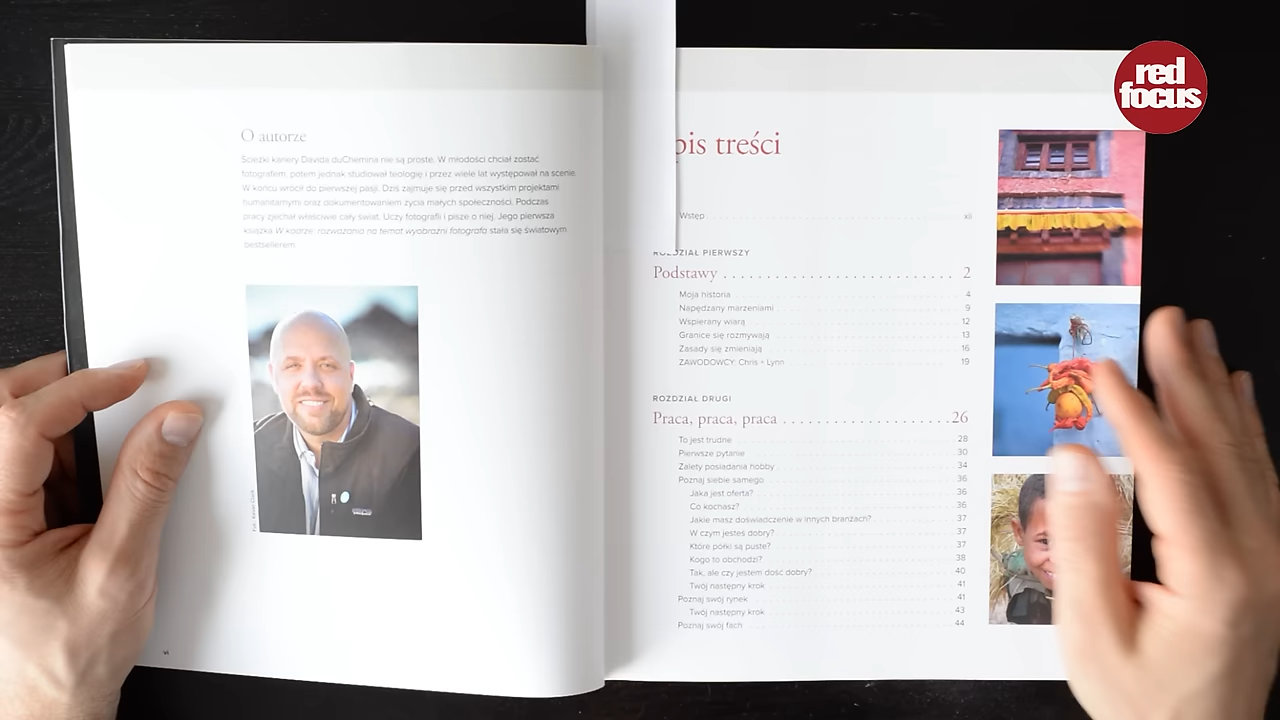 red
focus
O autorze
Ścieżki kariery Davida duChemina nie są proste. W młodości chciał zostać
fotografem, potem jednak studiował teologię i przez wiele lat występował na scenie.
W końcu wrócił do pierwszej pasji. Dziś zajmuje się przede wszystkim projektami
humanitarnymi oraz dokumentowaniem życia małych społeczności. Podczas
pracy zjechał właściwie cały świat. Uczy fotografii i pisze o niej. Jego pierwsza
książka W kadrze: rozważania na temat wyobraźni fotografa stała się światowym
bestsellerem.
vi
pis treści
Wstęp xii
ROZDZIAŁ PIERWSZY
Podstawy 2
Moja historia 4
Napędzany marzeniami 9
Wspierany wiarą 12
Granice się rozmywają 13
Zasady się zmieniają 16
ZAWODOWCY: Chris + Lynn 19
ROZDZIAŁ DRUGI
Praca, praca, praca 26
To jest trudne 28
Pierwsze pytanie 30
Zalety posiadania hobby 34
Poznaj siebie samego 36
Jaka jest oferta? 36
Co kochasz? 36
Jakie masz doświadczenie w innych branżach? 37
W czym jesteś dobry? 37
Które półki są puste? 37
Kogo to obchodzi? 38
Tak, ale czy jestem dość dobry? 40
Twój następny krok 41
Poznaj swój rynek 41
Twój następny krok 43
Poznaj swój fach 44